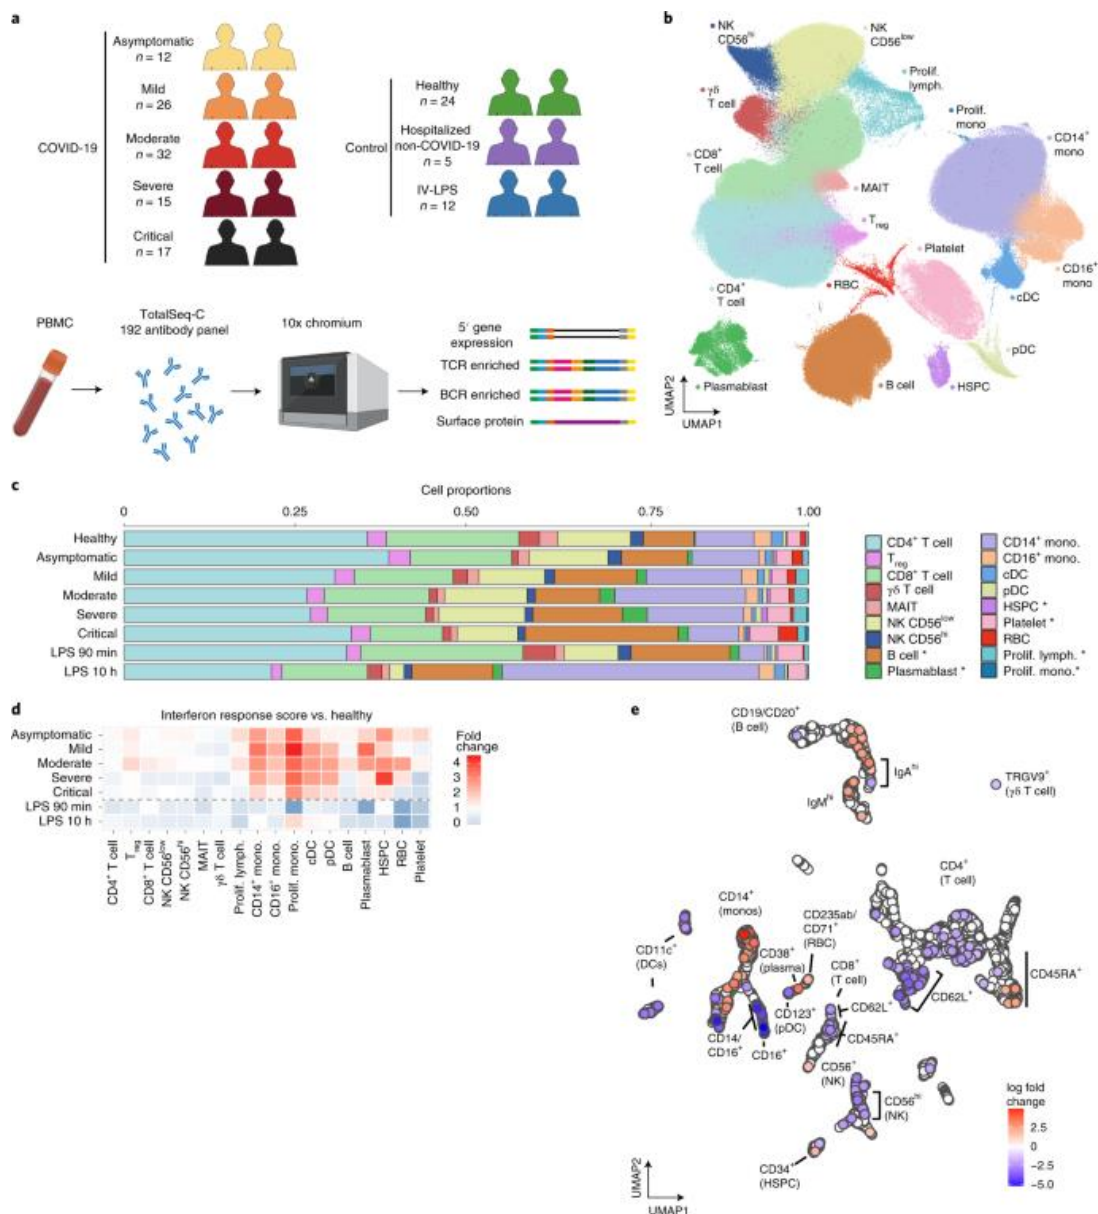 a
COVID-19
Asymptomatic
n = 12
Mild
n = 26
Moderate
n = 32
Severe
n = 15
Critical
n = 17
Control
Healthy
n = 24
Hospitalized
non-COVID-19
n = 5
IV-LPS
n = 12
PBMC
TotalSeq-C
192 antibody panel
10x chromium
5′ gene
expression
TCR enriched
BCR enriched
Surface protein
b
NK
CD56hi
NK
CD56low
Prolif.
lymph.
γδ
T cell
Prolif.
mono
CD14+
mono
CD8+
T cell
MAIT
Treg
Platelet
CD16+
mono
RBC
cDC
CD4+
T cell
pDC
Plasmablast
B cell
HSPC
UMAP2
UMAP1
c
Cell proportions
0 0.25 0.50 0.75 1.00
Healthy
Asymptomatic
Mild
Moderate
Severe
Critical
LPS 90 min
LPS 10 h
CD4+ T cell
Treg
CD8+ T cell
γδ T cell
MAIT
NK CD56low
NK CD56hi
B cell *
Plasmablast *
CD14+ mono.
CD16+ mono.
cDC
pDC
HSPC *
Platelet *
RBC
Prolif. lymph. *
Prolif. mono.*
d
Interferon response score vs. healthy
Asymptomatic
Mild
Moderate
Severe
Critical
LPS 90 min
LPS 10 h
Fold
change
4
3
2
1
0
CD4+ T cell
Treg
CD8+ T cell
NK CD56low
NK CD56hi
MAIT
γδ T cell
Prolif. lymph.
CD14+ mono.
CD16+ mono.
Prolif. mono.
cDC
pDC
B cell
Plasmablast
HSPC
RBC
Platelet
e
CD19/CD20+
(B cell)
IgAhi
IgMhi
TRGV9+
(γδ T cell)
CD4+
(T cell)
CD14+
(monos)
CD235ab/
CD71+
(RBC)
CD11c+
(DCs)
CD38+
(plasma)
CD8+
(T cell)
CD45RA+
CD62L+
CD62L+
CD123+
(pDC)
CD14/
CD16+
CD16+
CD45RA+
CD56+
(NK)
CD56hi
(NK)
CD34+
(HSPC)
log fold
change
2.5
0
−2.5
−5.0
UMAP2
UMAP1